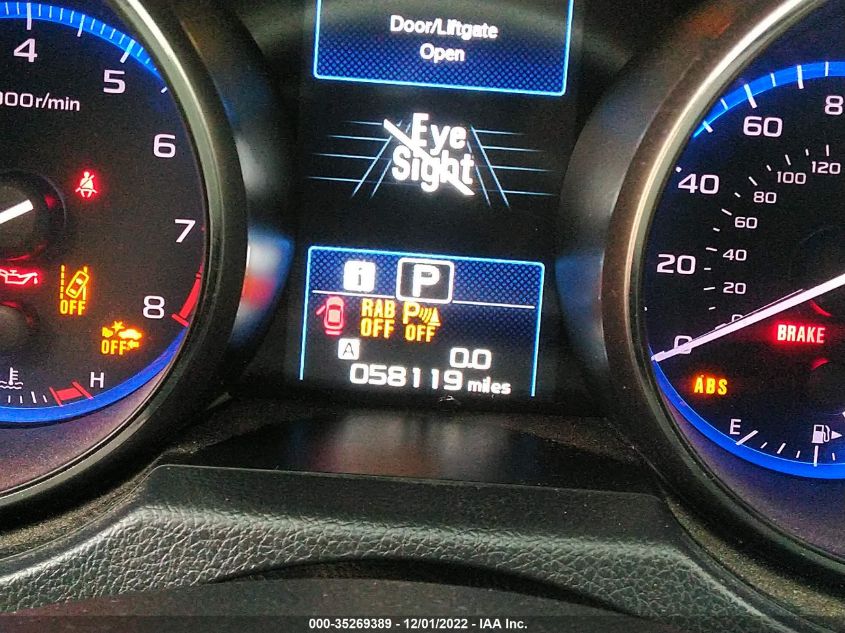 Door/Liftgate
Open
4
5
000r/min
6
7
8
H
OFF
OFF
Eye
Sight
i
P
RAB
OFF
P
OFF
A
0.0
058119 miles
8
60
40
20
0
120
100
80
60
40
20
0
BRAKE
ABS
E
000-35269389 - 12/01/2022 - IAA Inc.